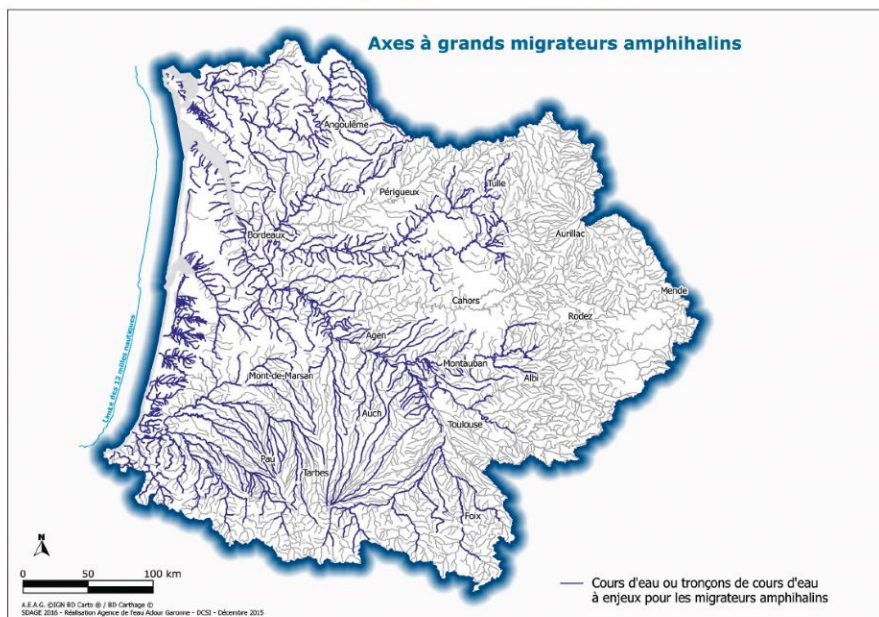 Axes à grands migrateurs amphihalins
Angoulême
Périgueux
Tulle
Bordeaux
Aurillac
Mende
Cahors
Rodez
Agen
Montauban
Albi
Mont-de-Marsan
Auch
Toulouse
Pau
Tarbes
Foix
Limite des 12 milles nautiques
N
0 50 100 km
Cours d'eau ou tronçons de cours d'eau
à enjeux pour les migrateurs amphihalins
A.E.A.G. ©IGN BD Carto ® / BD Carthage ©
SDAGE 2016 - Réalisation Agence de l'eau Adour Garonne - DCSI - Décembre 2015